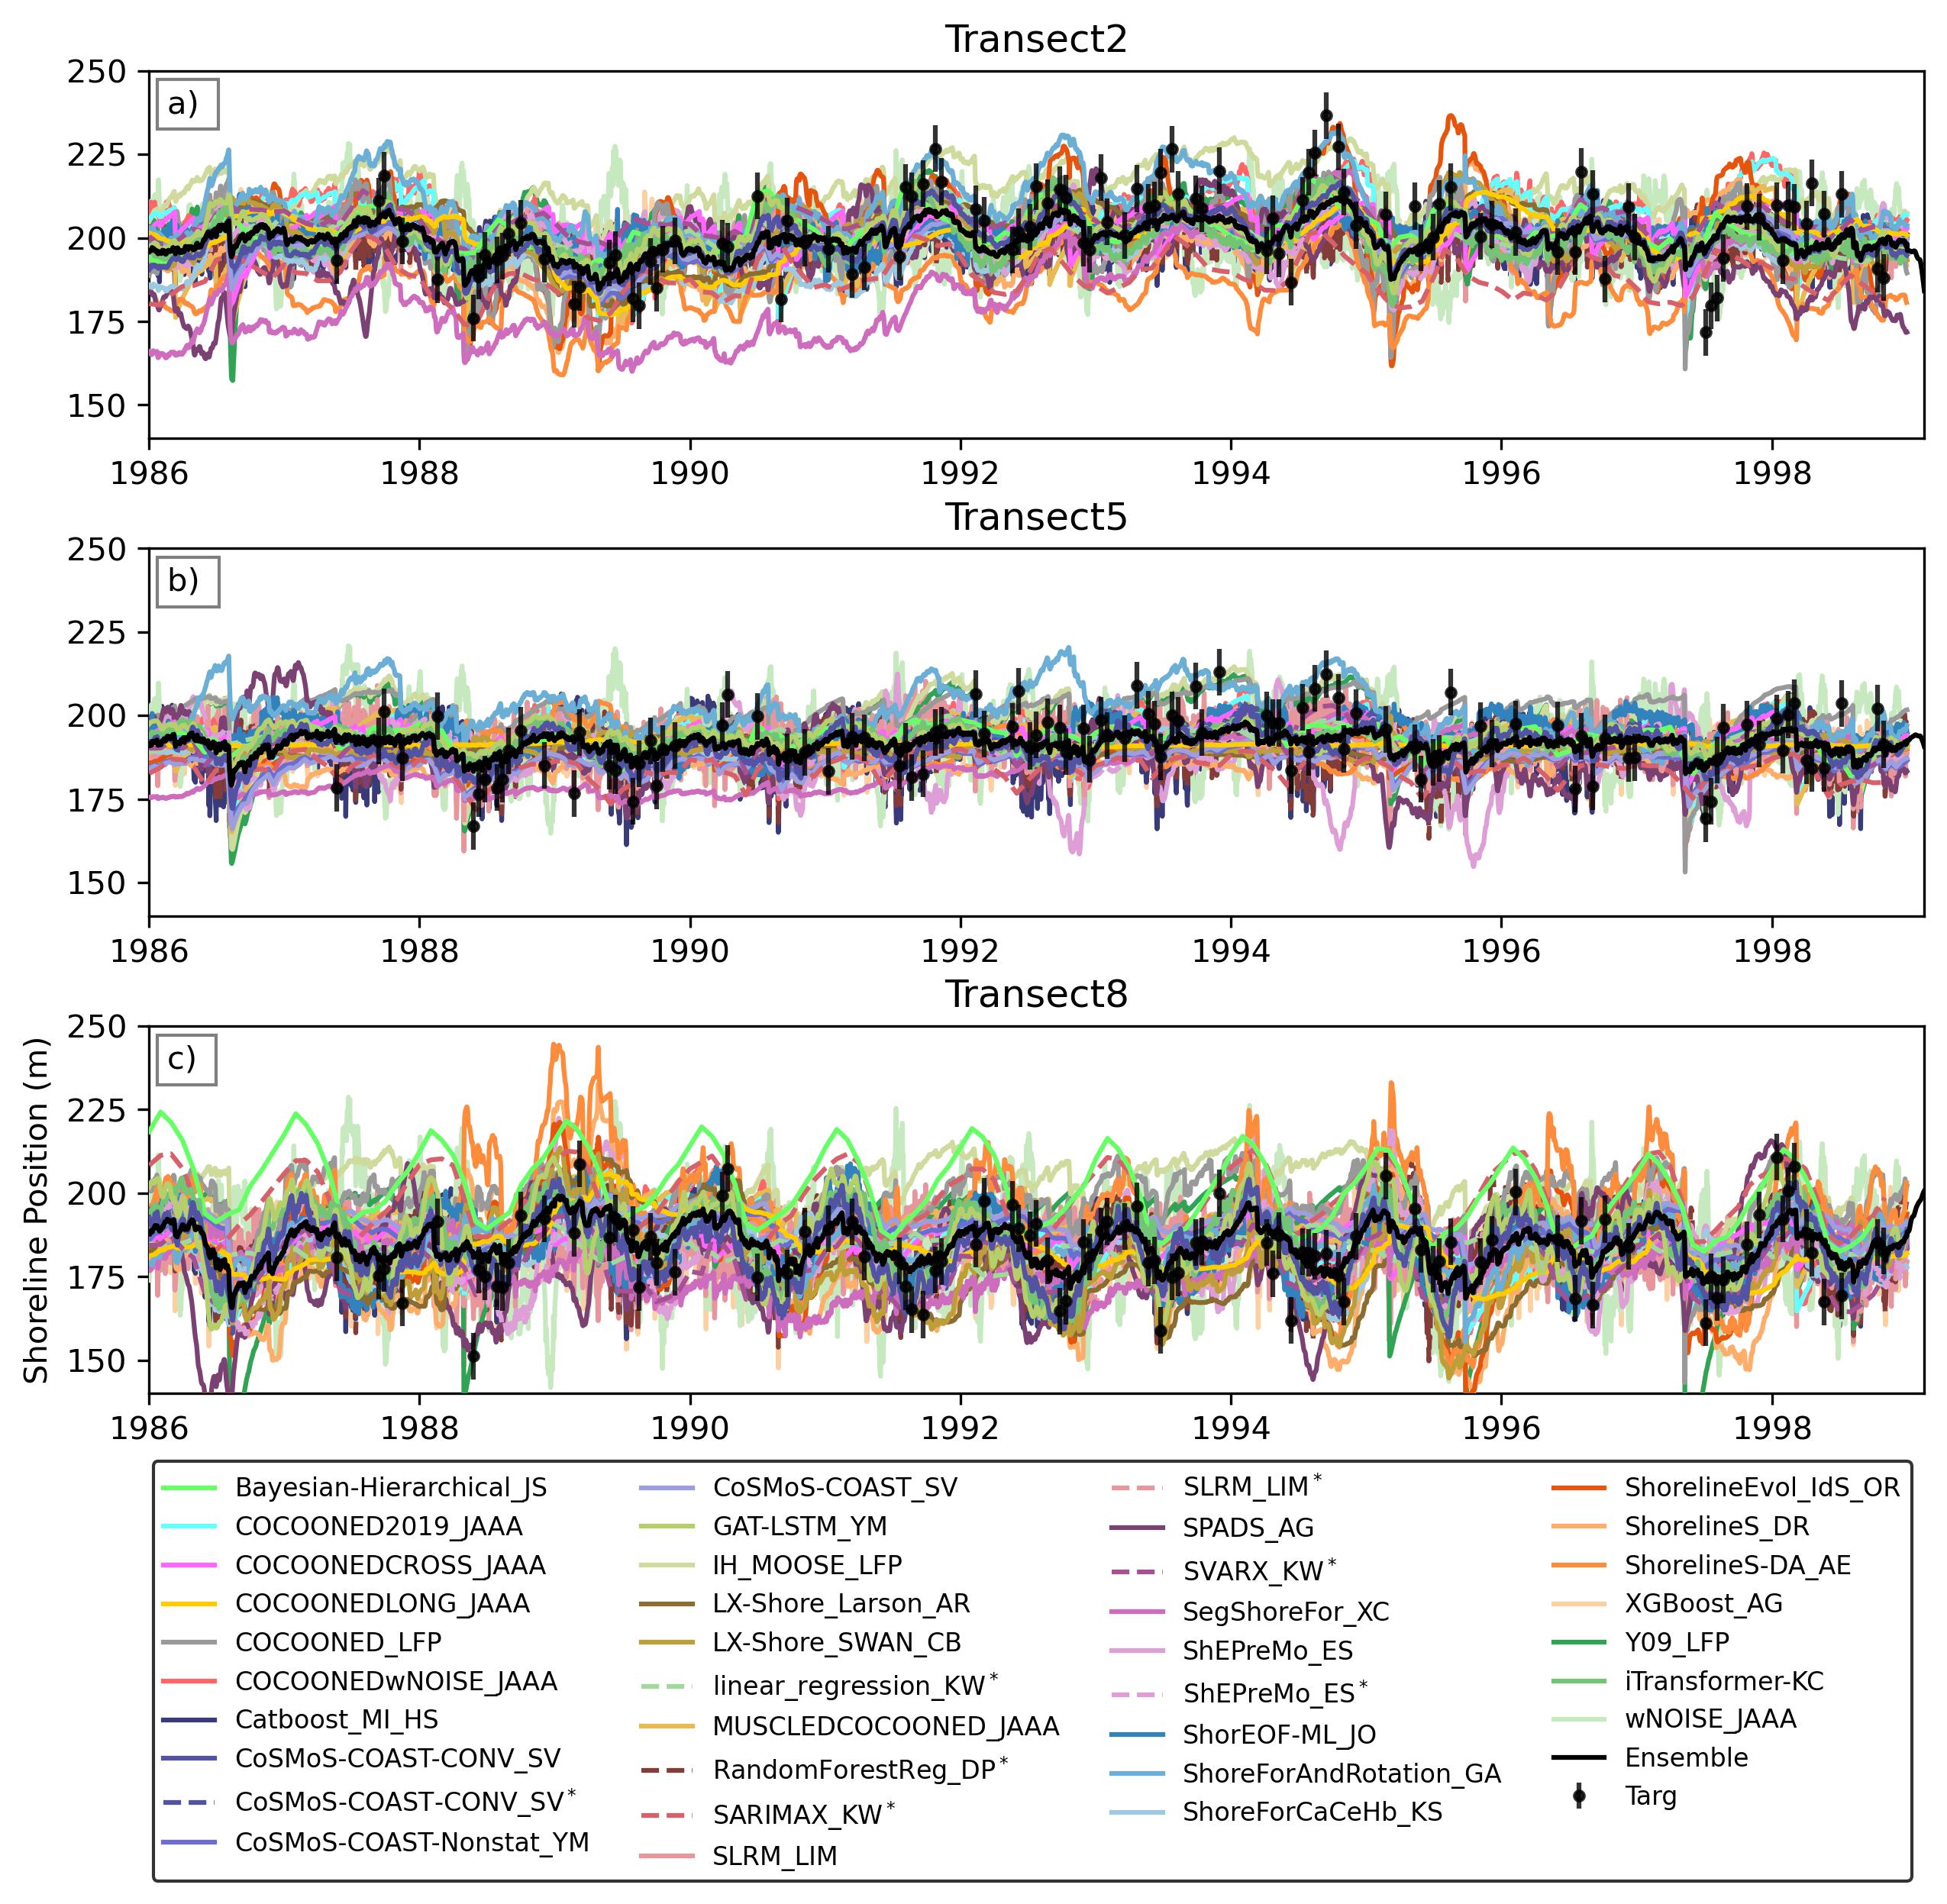 Transect2
a)
250
225
200
175
150
1986 1988 1990 1992 1994 1996 1998
Transect5
b)
250
225
200
175
150
1986 1988 1990 1992 1994 1996 1998
Transect8
c)
Shoreline Position (m)
250
225
200
175
150
1986 1988 1990 1992 1994 1996 1998
Bayesian-Hierarchical_JS
COCOONED2019_JAAA
COCOONEDCROSS_JAAA
COCOONEDLONG_JAAA
COCOONED_LFP
COCOONEDwNOISE_JAAA
Catboost_MI_HS
CoSMoS-COAST-CONV_SV
CoSMoS-COAST-CONV_SV*
CoSMoS-COAST-Nonstat_YM
CoSMoS-COAST_SV
GAT-LSTM_YM
IH_MOOSE_LFP
LX-Shore_Larson_AR
LX-Shore_SWAN_CB
linear_regression_KW*
MUSCLEDCOCOONED_JAAA
RandomForestReg_DP*
SARIMAX_KW*
SLRM_LIM
SLRM_LIM*
SPADS_AG
SVARX_KW*
SegShoreFor_XC
ShEPreMo_ES
ShEPreMo_ES*
ShorEOF-ML_JO
ShoreForAndRotation_GA
ShoreForCaCeHb_KS
ShorelineEvol_IdS_OR
ShorelineS_DR
ShorelineS-DA_AE
XGBoost_AG
Y09_LFP
iTransformer-KC
wNOISE_JAAA
Ensemble
Targ